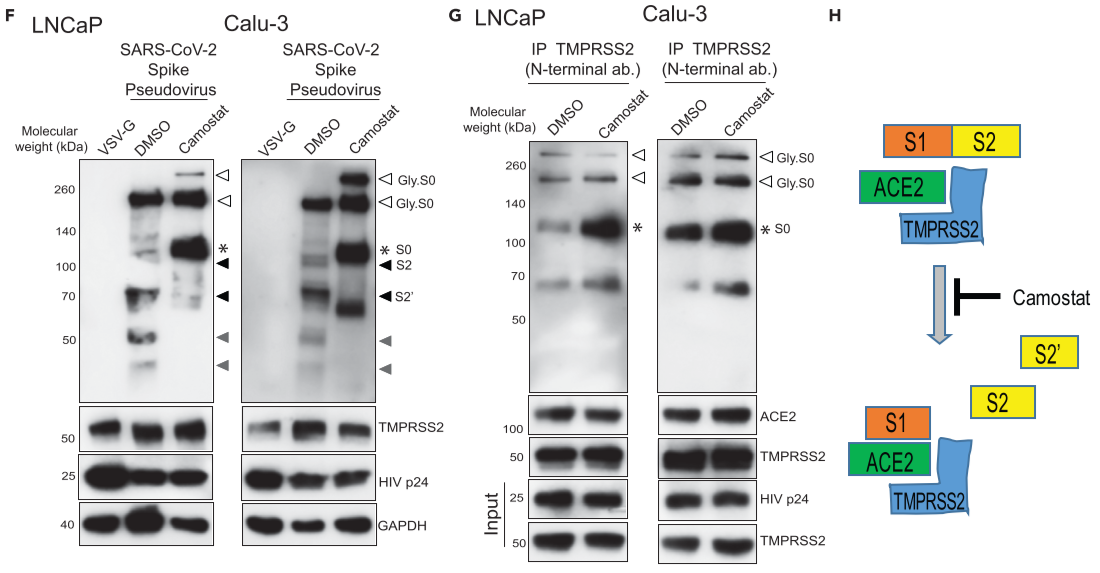 F
LNCaP
Calu-3
SARS-CoV-2
Spike
Pseudovirus
SARS-CoV-2
Spike
Pseudovirus
Molecular
weight (kDa)
VSV-G
DMSO
Camostat
VSV-G
DMSO
Camostat
260
140
100
70
50
Gly.S0
Gly.S0
*
* S0
S2
S2'
50
TMPRSS2
25
HIV p24
40
GAPDH
G
LNCaP
Calu-3
IP TMPRSS2
(N-terminal ab.)
IP TMPRSS2
(N-terminal ab.)
Molecular
weight (kDa)
DMSO
Camostat
DMSO
Camostat
260
140
100
70
50
Gly.S0
Gly.S0
*
* S0
100
ACE2
50
TMPRSS2
Input
25
HIV p24
50
TMPRSS2
H
S1
S2
ACE2
TMPRSS2
Camostat
S2'
S2
S1
ACE2
TMPRSS2